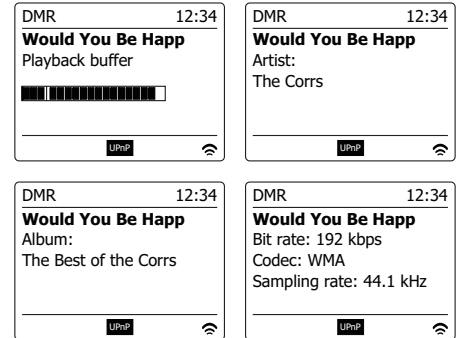 DMR 12:34
Would You Be Happ
Playback buffer
UPnP
DMR 12:34
Would You Be Happ
Artist:
The Corrs
UPnP
DMR 12:34
Would You Be Happ
Album:
The Best of the Corrs
UPnP
DMR 12:34
Would You Be Happ
Bit rate: 192 kbps
Codec: WMA
Sampling rate: 44.1 kHz
UPnP